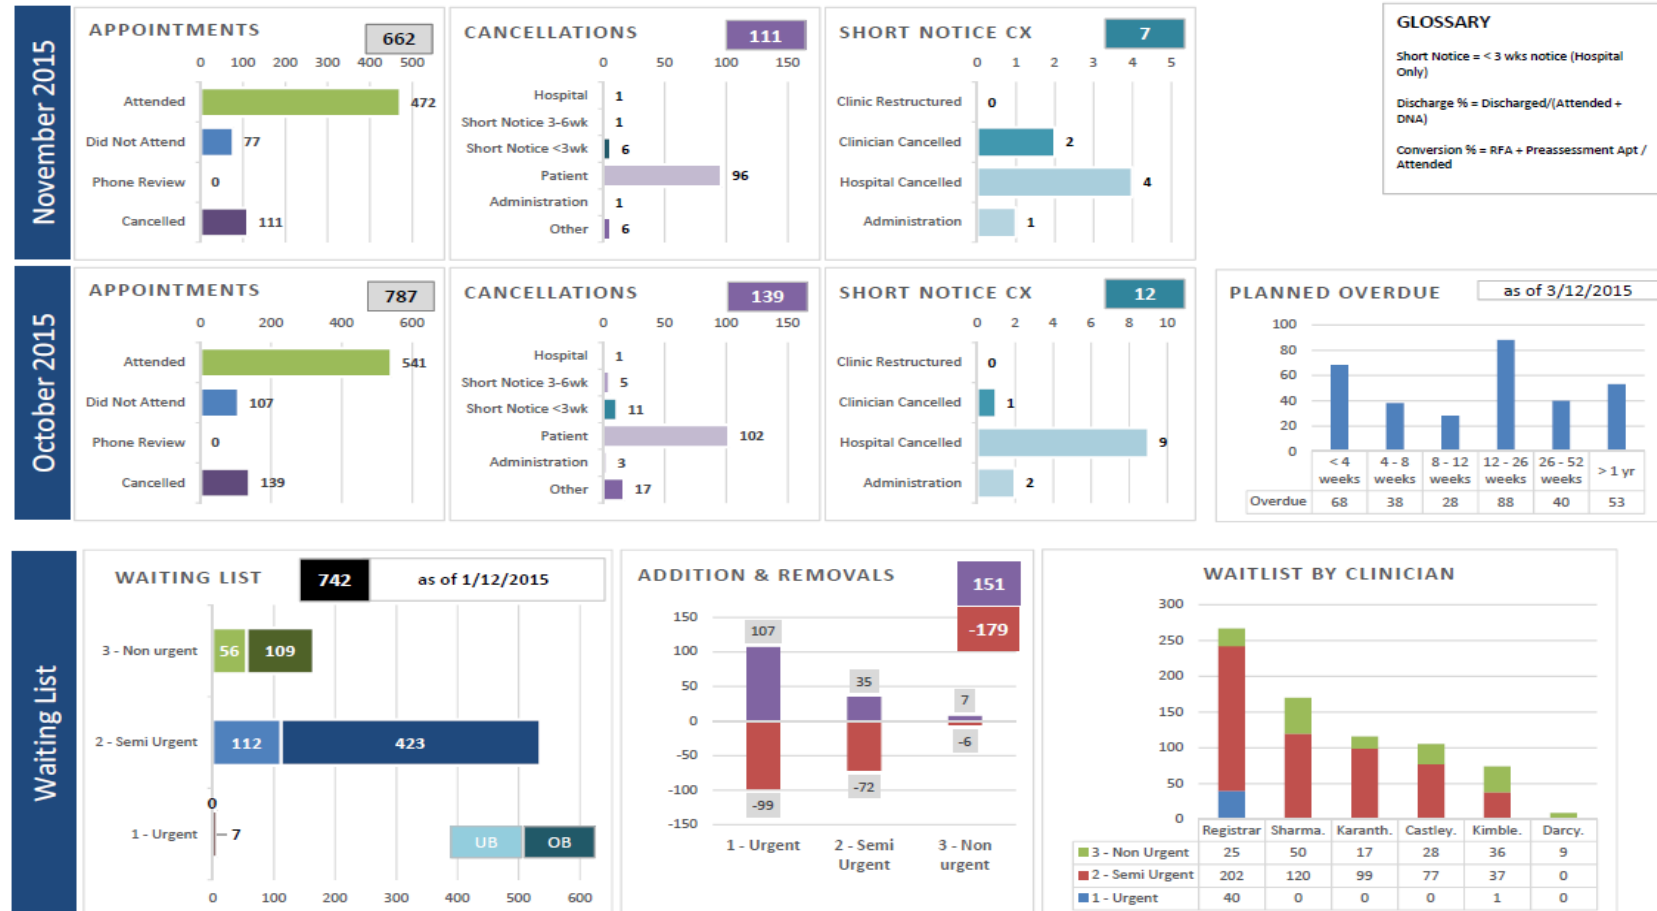 November 2015
APPOINTMENTS
662
0 100 200 300 400 500
Attended 472
Did Not Attend 77
Phone Review 0
Cancelled 111
CANCELLATIONS
111
0 50 100 150
Hospital 1
Short Notice 3-6wk 1
Short Notice <3wk 6
Patient 96
Administration 1
Other 6
SHORT NOTICE CX
7
0 1 2 3 4 5
Clinic Restructured 0
Clinician Cancelled 2
Hospital Cancelled 4
Administration 1
GLOSSARY
Short Notice = < 3 wks notice (Hospital
Only)
Discharge % = Discharged/(Attended +
DNA)
Conversion % = RFA + Preassessment Apt /
Attended
October 2015
APPOINTMENTS
787
0 200 400 600
Attended 541
Did Not Attend 107
Phone Review 0
Cancelled 139
CANCELLATIONS
139
0 50 100 150
Hospital 1
Short Notice 3-6wk 5
Short Notice <3wk 11
Patient 102
Administration 3
Other 17
SHORT NOTICE CX
12
0 2 4 6 8 10
Clinic Restructured 0
Clinician Cancelled 1
Hospital Cancelled 9
Administration 2
PLANNED OVERDUE
as of 3/12/2015
100
80
60
40
20
0
< 4 4 - 8 8 - 12 12 - 26 26 - 52 > 1 yr
weeks weeks weeks weeks weeks
Overdue 68 38 28 88 40 53
Waiting List
WAITING LIST
742
as of 1/12/2015
3 - Non urgent 56 109
2 - Semi Urgent 112 423
0
1 - Urgent 7
UB OB
0 100 200 300 400 500 600
ADDITION & REMOVALS
151
-179
150
100
50
0
-50
-100
-150
107 35 7
-99 -72 -6
1 - Urgent 2 - Semi 3 - Non
Urgent urgent
WAITLIST BY CLINICIAN
300
250
200
150
100
50
0
Registrar Sharma. Karanth. Castley. Kimble. Darcy.
3 - Non Urgent 25 50 17 28 36 9
2 - Semi Urgent 202 120 99 77 37 0
1 - Urgent 40 0 0 0 1 0